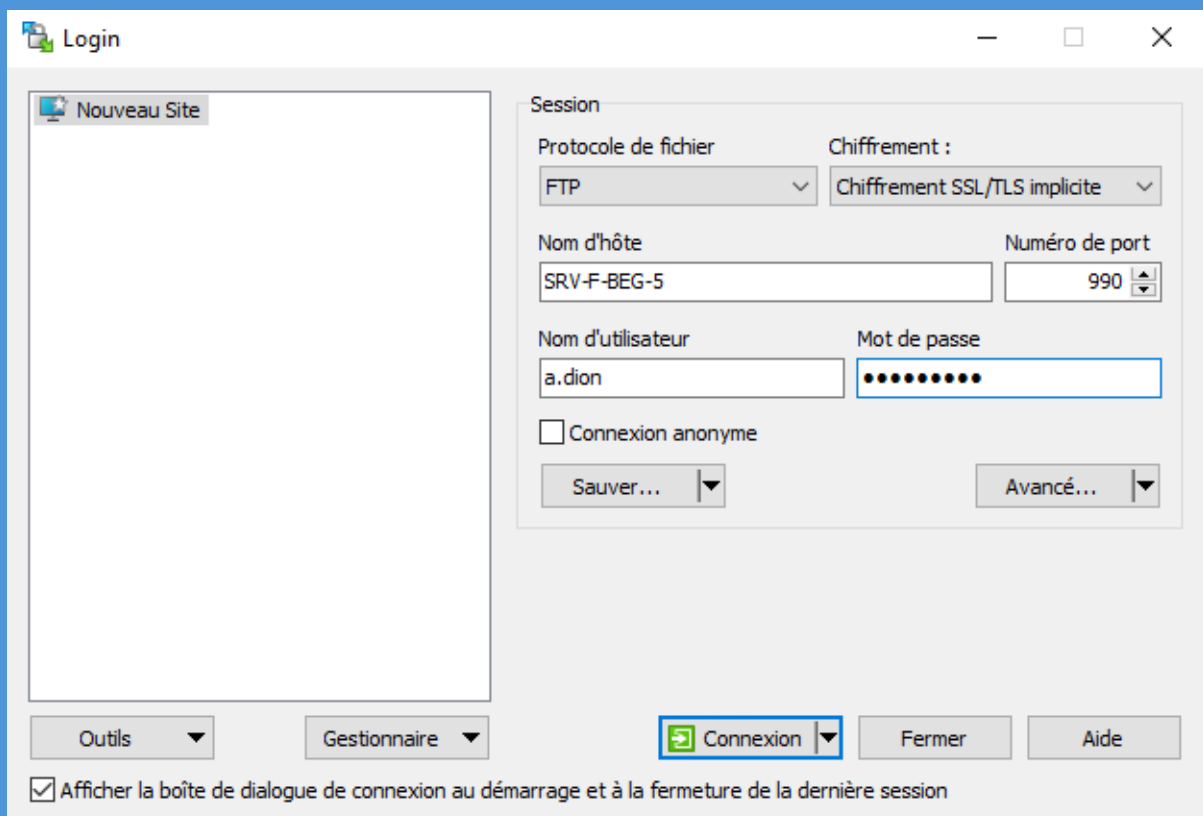 Login
Nouveau Site
Session
Protocole de fichier
Chiffrement :
FTP
Chiffrement SSL/TLS implicite
Nom d'hôte
Numéro de port
SRV-F-BEG-5
990
Nom d'utilisateur
Mot de passe
a.dion
●●●●●●●●●
Connexion anonyme
Sauver...
Avancé...
Outils
Gestionnaire
Connexion
Fermer
Aide
Afficher la boîte de dialogue de connexion au démarrage et à la fermeture de la dernière session